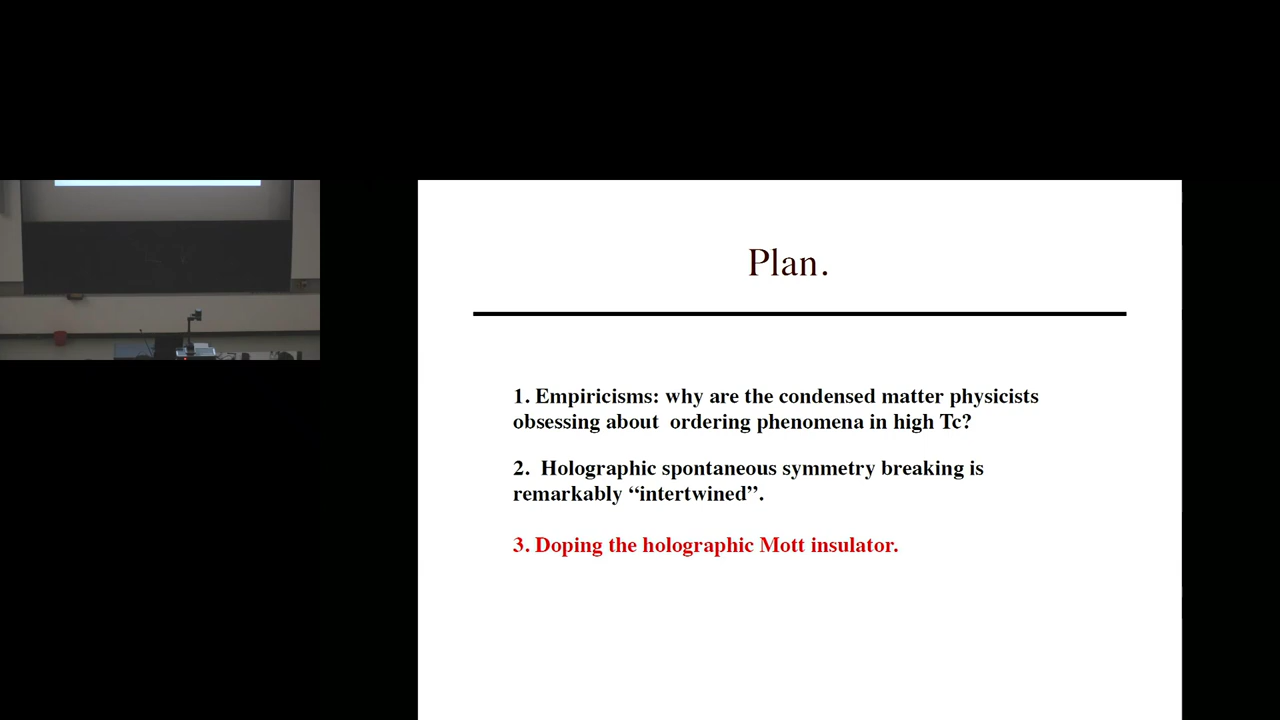 Plan.
1. Empiricisms: why are the condensed matter physicists
obsessing about ordering phenomena in high Tc?
2. Holographic spontaneous symmetry breaking is
remarkably “intertwined”.
3. Doping the holographic Mott insulator.